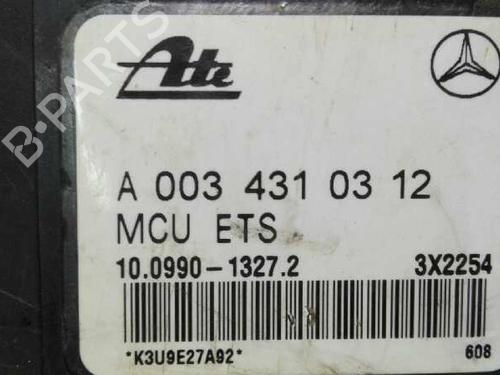 Ate
A 003 431 03 12
MCU ETS
10.0990-1327.2 3X2254
*K3U9E27A92* 608
B-PARTS